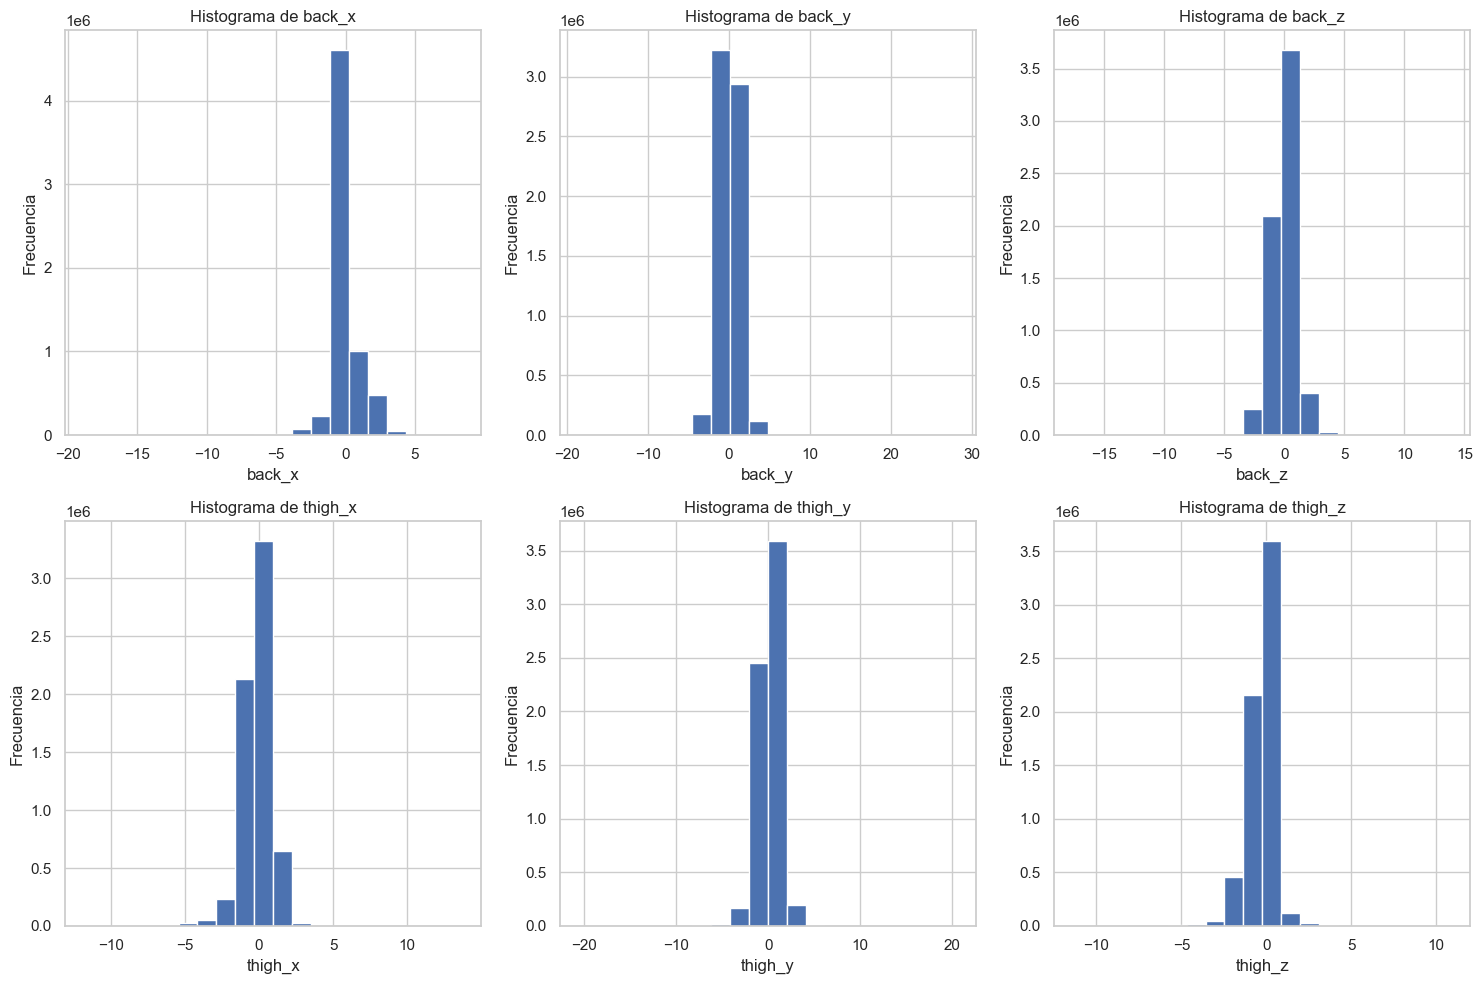 Histograma de back_x
1e6
4
3
2
1
0
Frecuencia
−20 −15 −10 −5 0 5
back_x
Histograma de back_y
1e6
3.0
2.5
2.0
1.5
1.0
0.5
0.0
Frecuencia
−20 −10 0 10 20 30
back_y
Histograma de back_z
1e6
3.5
3.0
2.5
2.0
1.5
1.0
0.5
0.0
Frecuencia
−15 −10 −5 0 5 10 15
back_z
Histograma de thigh_x
1e6
3.0
2.5
2.0
1.5
1.0
0.5
0.0
Frecuencia
−10 −5 0 5 10
thigh_x
Histograma de thigh_y
1e6
3.5
3.0
2.5
2.0
1.5
1.0
0.5
0.0
Frecuencia
−20 −10 0 10 20
thigh_y
Histograma de thigh_z
1e6
3.5
3.0
2.5
2.0
1.5
1.0
0.5
0.0
Frecuencia
−10 −5 0 5 10
thigh_z